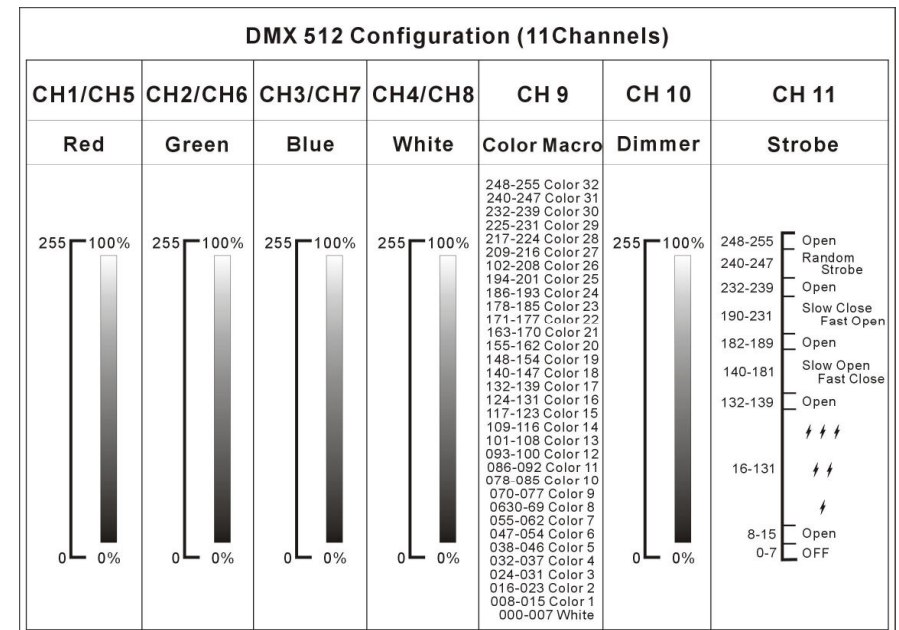 DMX 512 Configuration (11Channels)
CH1/CH5 CH2/CH6 CH3/CH7 CH4/CH8 CH 9 CH 10 CH 11
Red Green Blue White Color Macro Dimmer Strobe
255 100%
0 0%
255 100%
0 0%
255 100%
0 0%
255 100%
0 0%
248-255 Color 32
240-247 Color 31
232-239 Color 30
225-231 Color 29
217-224 Color 28
209-216 Color 27
102-208 Color 26
194-201 Color 25
186-193 Color 24
178-185 Color 23
171-177 Color 22
163-170 Color 21
155-162 Color 20
148-154 Color 19
140-147 Color 18
132-139 Color 17
124-131 Color 16
117-123 Color 15
109-116 Color 14
101-108 Color 13
093-100 Color 12
086-092 Color 11
078-085 Color 10
070-077 Color 9
0630-69 Color 8
055-062 Color 7
047-054 Color 6
038-046 Color 5
032-037 Color 4
024-031 Color 3
016-023 Color 2
008-015 Color 1
000-007 White
255 100%
0 0%
248-255 Open
240-247 Random
Strobe
232-239 Open
190-231 Slow Close
Fast Open
182-189 Open
140-181 Slow Open
Fast Close
132-139 Open
16-131
8-15 Open
0-7 OFF